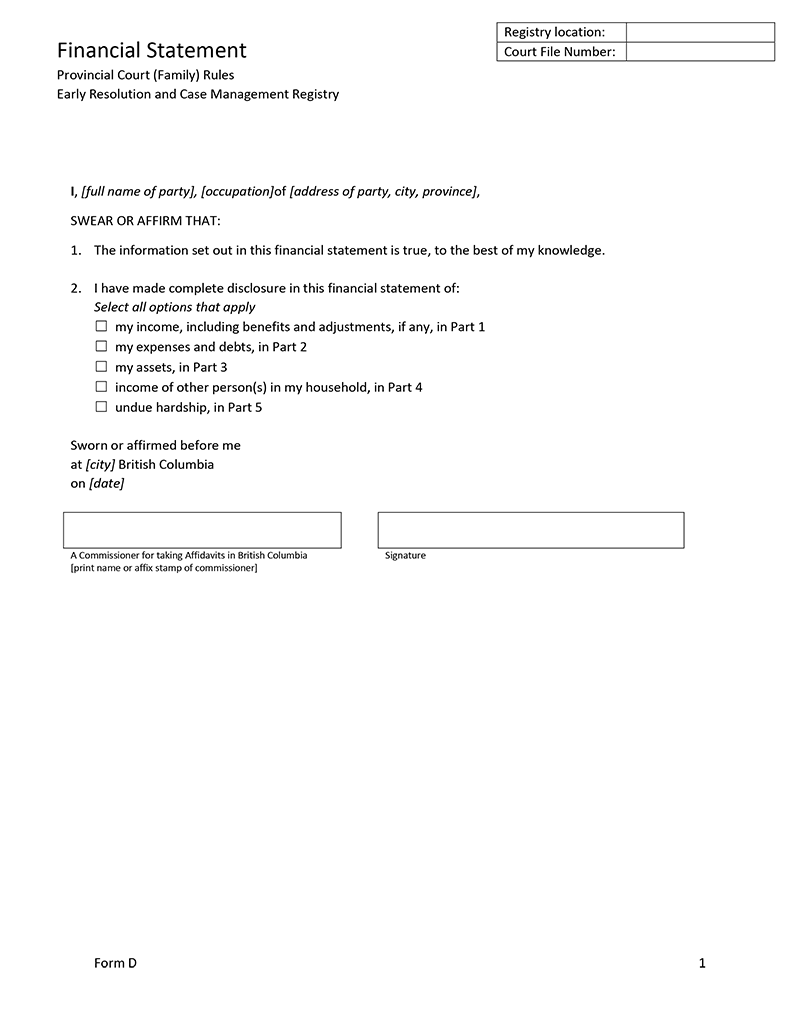 Registry location:
Court File Number:
Financial Statement
Provincial Court (Family) Rules
Early Resolution and Case Management Registry
I, [full name of party], [occupation]of [address of party, city, province],
SWEAR OR AFFIRM THAT:
1. The information set out in this financial statement is true, to the best of my knowledge.
2. I have made complete disclosure in this financial statement of:
Select all options that apply
☐ my income, including benefits and adjustments, if any, in Part 1
☐ my expenses and debts, in Part 2
☐ my assets, in Part 3
☐ income of other person(s) in my household, in Part 4
☐ undue hardship, in Part 5
Sworn or affirmed before me
at [city] British Columbia
on [date]
A Commissioner for taking Affidavits in British Columbia
[print name or affix stamp of commissioner]
Signature
Form D 1